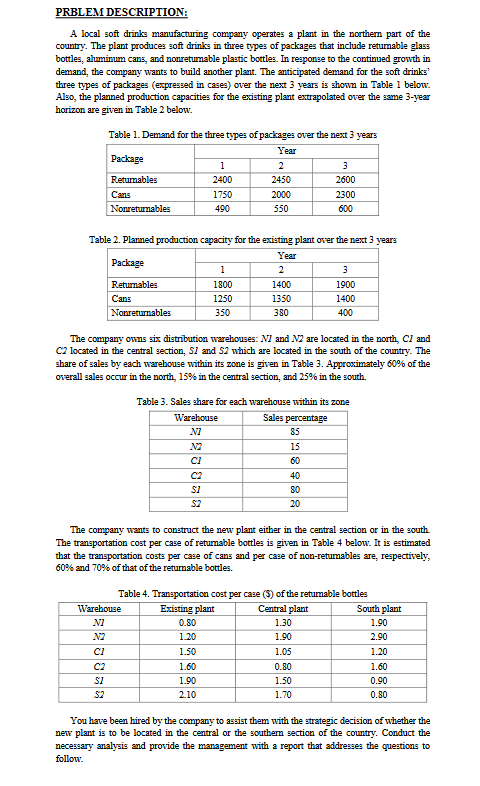 PRBLEM DESCRIPTION:
A local soft drinks manufacturing company operates a plant in the northern part of the
country. The plant produces soft drinks in three types of packages that include returnable glass
bottles, aluminum cans, and nonreturnable plastic bottles. In response to the continued growth in
demand, the company wants to build another plant. The anticipated demand for the soft drinks'
three types of packages (expressed in cases) over the next 3 years is shown in Table 1 below.
Also, the planned production capacities for the existing plant extrapolated over the same 3-year
horizon are given in Table 2 below.
Table 1. Demand for the three types of packages over the next 3 years
Package Year
1 2 3
Returnables 2400 2450 2600
Cans 1750 2000 2300
Nonreturnables 490 550 600
Table 2. Planned production capacity for the existing plant over the next 3 years
Package Year
1 2 3
Returnables 1800 1400 1900
Cans 1250 1350 1400
Nonreturnables 350 380 400
The company owns six distribution warehouses: N1 and N2 are located in the north, C1 and
C2 located in the central section, S1 and S2 which are located in the south of the country. The
share of sales by each warehouse within its zone is given in Table 3. Approximately 60% of the
overall sales occur in the north, 15% in the central section, and 25% in the south.
Table 3. Sales share for each warehouse within its zone
Warehouse Sales percentage
N1 85
N2 15
C1 60
C2 40
S1 80
S2 20
The company wants to construct the new plant either in the central section or in the south.
The transportation cost per case of returnable bottles is given in Table 4 below. It is estimated
that the transportation costs per case of cans and per case of non-returnables are, respectively,
60% and 70% of that of the returnable bottles.
Table 4. Transportation cost per case ($) of the returnable bottles
Warehouse Existing plant Central plant South plant
N1 0.80 1.30 1.90
N2 1.20 1.90 2.90
C1 1.50 1.05 1.20
C2 1.60 0.80 1.60
S1 1.90 1.50 0.90
S2 2.10 1.70 0.80
You have been hired by the company to assist them with the strategic decision of whether the
new plant is to be located in the central or the southern section of the country. Conduct the
necessary analysis and provide the management with a report that addresses the questions to
follow.